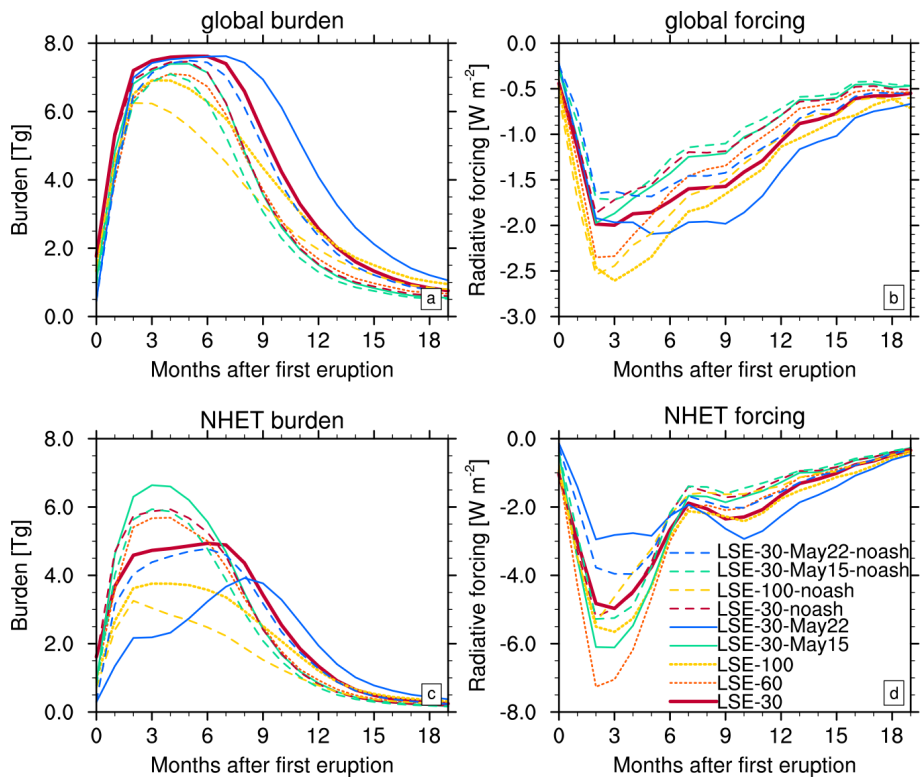 global burden
8.0
6.0
4.0
2.0
0.0
Burden [Tg]
a
0 3 6 9 12 15 18
Months after first eruption
global forcing
0.0
-0.5
-1.0
-1.5
-2.0
-2.5
-3.0
Radiative forcing [W m⁻²]
b
0 3 6 9 12 15 18
Months after first eruption
NHET burden
8.0
6.0
4.0
2.0
0.0
Burden [Tg]
c
0 3 6 9 12 15 18
Months after first eruption
NHET forcing
0.0
-2.0
-4.0
-6.0
-8.0
Radiative forcing [W m⁻²]
LSE-30-May22-noash
LSE-30-May15-noash
LSE-100-noash
LSE-30-noash
LSE-30-May22
LSE-30-May15
LSE-100
LSE-60
LSE-30
d
0 3 6 9 12 15 18
Months after first eruption